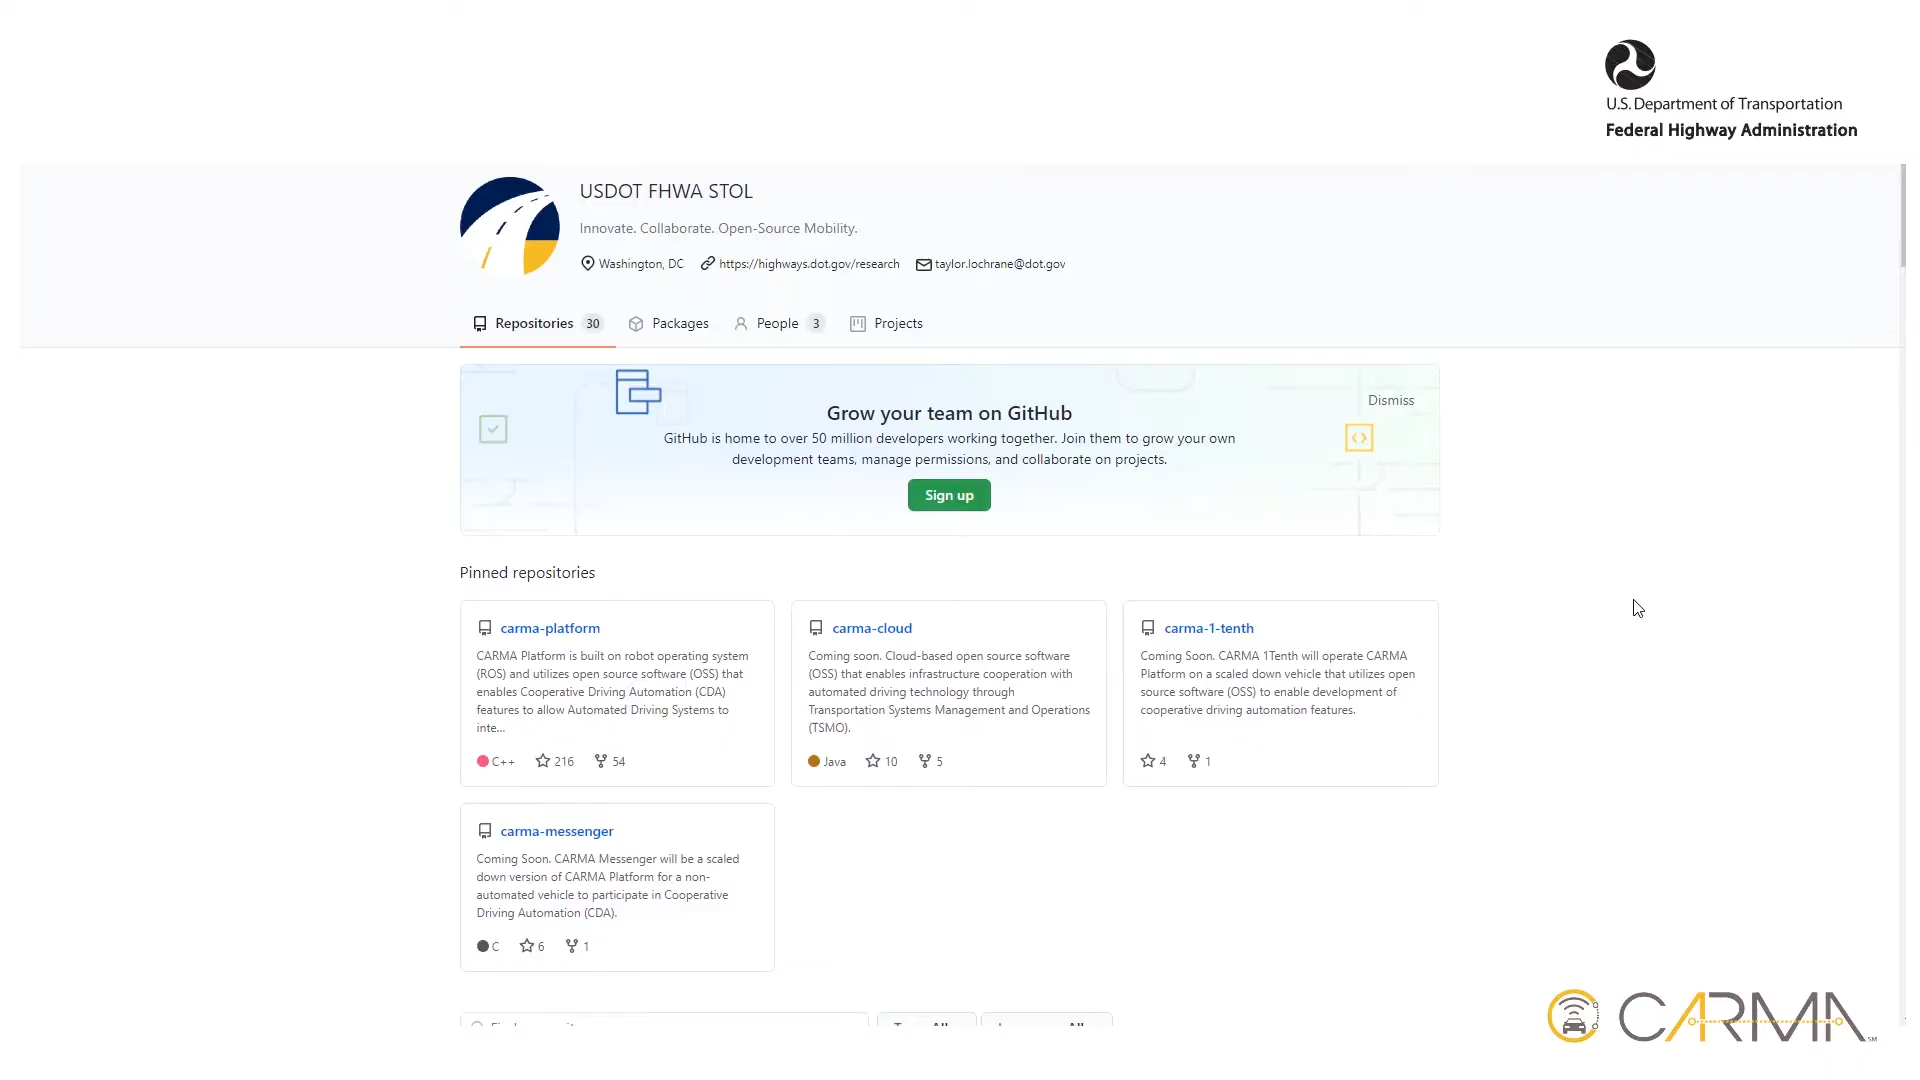 U.S. Department of Transportation
Federal Highway Administration
USDOT FHWA STOL
Innovate. Collaborate. Open-Source Mobility.
Washington, DC https://highways.dot.gov/research taylor.lochrane@dot.gov
Repositories 30 Packages People 3 Projects
Grow your team on GitHub
Dismiss
GitHub is home to over 50 million developers working together. Join them to grow your own
development teams, manage permissions, and collaborate on projects.
Sign up
Pinned repositories
carma-platform
CARMA Platform is built on robot operating system
(ROS) and utilizes open source software (OSS) that
enables Cooperative Driving Automation (CDA)
features to allow Automated Driving Systems to
inte...
C++ 216 54
carma-cloud
Coming soon. Cloud-based open source software
(OSS) that enables infrastructure cooperation with
automated driving technology through
Transportation Systems Management and Operations
(TSMO).
Java 10 5
carma-1-tenth
Coming Soon. CARMA 1Tenth will operate CARMA
Platform on a scaled down vehicle that utilizes open
source software (OSS) to enable development of
cooperative driving automation features.
4 1
carma-messenger
Coming Soon. CARMA Messenger will be a scaled
down version of CARMA Platform for a non-
automated vehicle to participate in Cooperative
Driving Automation (CDA).
C 6 1
CARMA SM